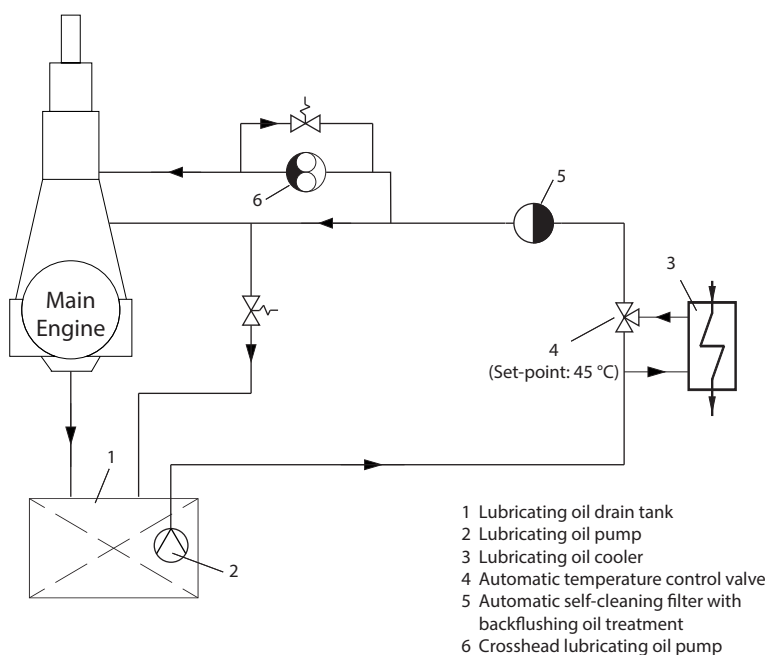 6
5
Main
Engine
3
4
(Set-point: 45 °C)
1
2
1 Lubricating oil drain tank
2 Lubricating oil pump
3 Lubricating oil cooler
4 Automatic temperature control valve
5 Automatic self-cleaning filter with
backflushing oil treatment
6 Crosshead lubricating oil pump